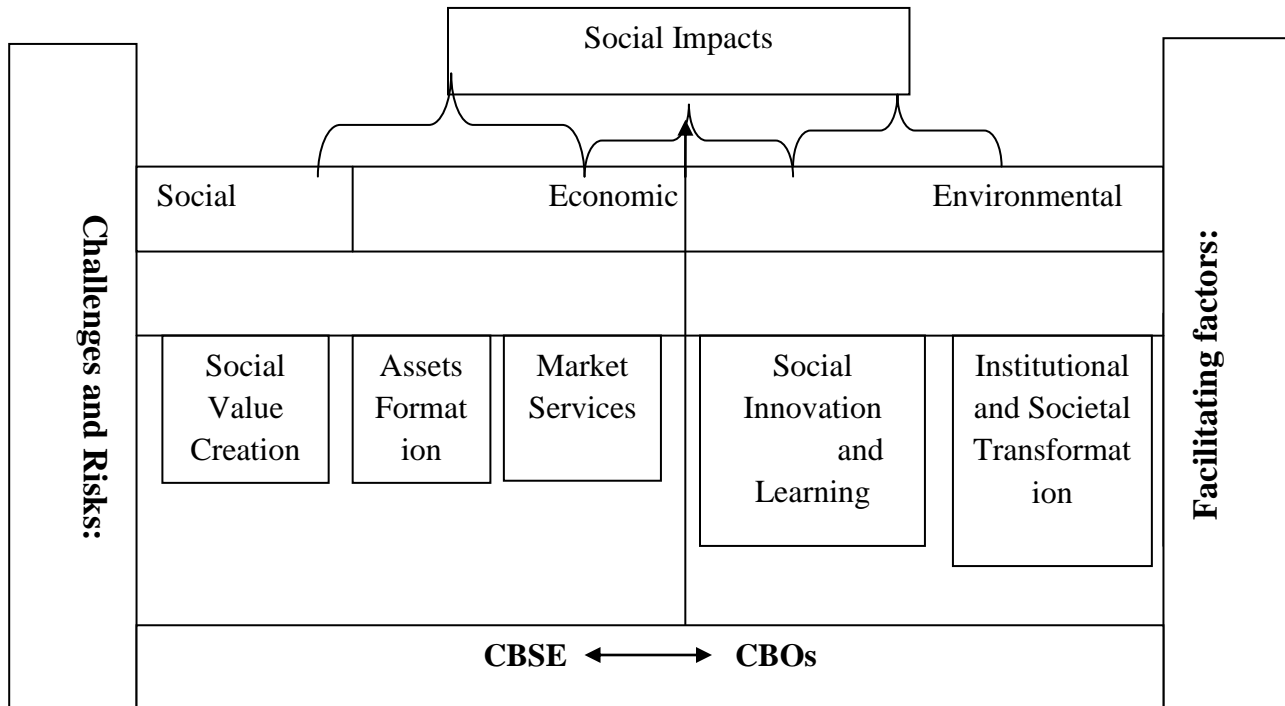 Social Impacts
Social
Economic
Environmental
Challenges and Risks:
Facilitating factors:
Social
Value
Creation
Assets
Format
ion
Market
Services
Social
Innovation
and
Learning
Institutional
and Societal
Transformat
ion
CBSE
CBOs